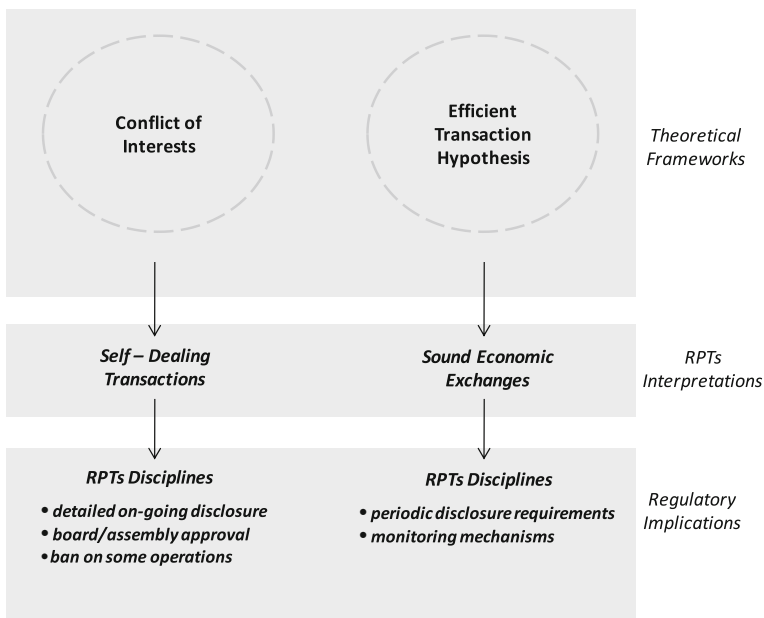 Conflict of
Interests
Efficient
Transaction
Hypothesis
Theoretical
Frameworks
Self – Dealing
Transactions
Sound Economic
Exchanges
RPTs
Interpretations
RPTs Disciplines
• detailed on-going disclosure
• board/assembly approval
• ban on some operations
RPTs Disciplines
• periodic disclosure requirements
• monitoring mechanisms
Regulatory
Implications